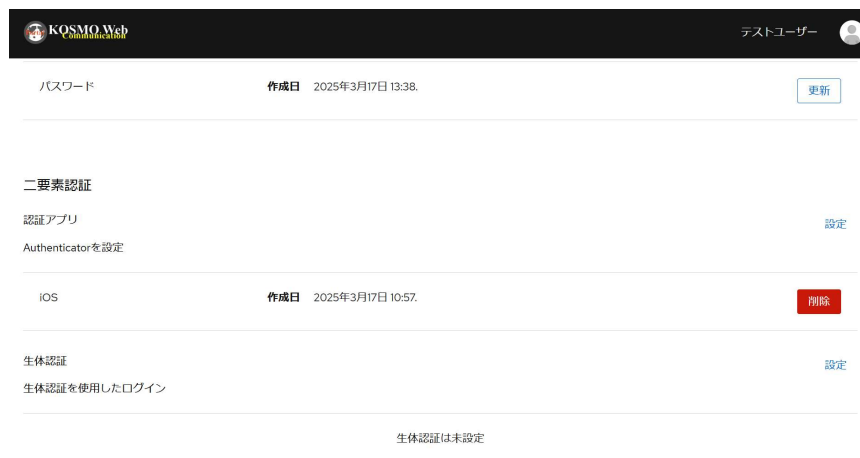 KOSMO Web
Communication
テストユーザー
パスワード 作成日 2025年3月17日 13:38. 更新
二要素認証
認証アプリ 設定
Authenticatorを設定
iOS 作成日 2025年3月17日 10:57. 削除
生体認証 設定
生体認証を使用したログイン
生体認証は未設定